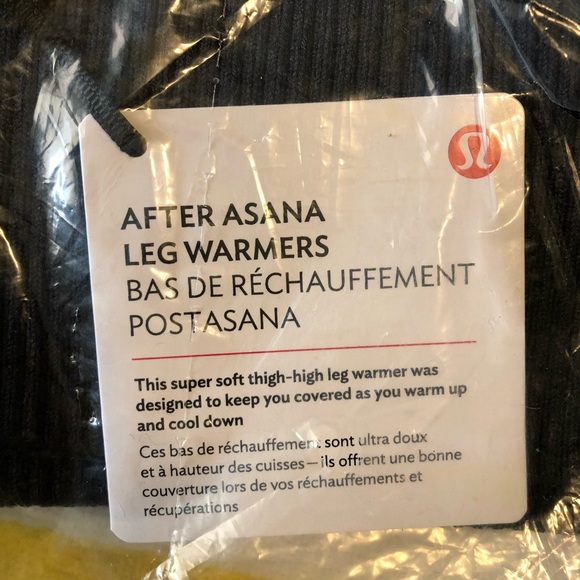 AFTER ASANA
LEG WARMERS
BAS DE RÉCHAUFFEMENT
POSTASANA
This super soft thigh-high leg warmer was
designed to keep you covered as you warm up
and cool down
Ces bas de réchauffement sont ultra doux
et à hauteur des cuisses—ils offrent une bonne
couverture lors de vos réchauffements et
récupérations